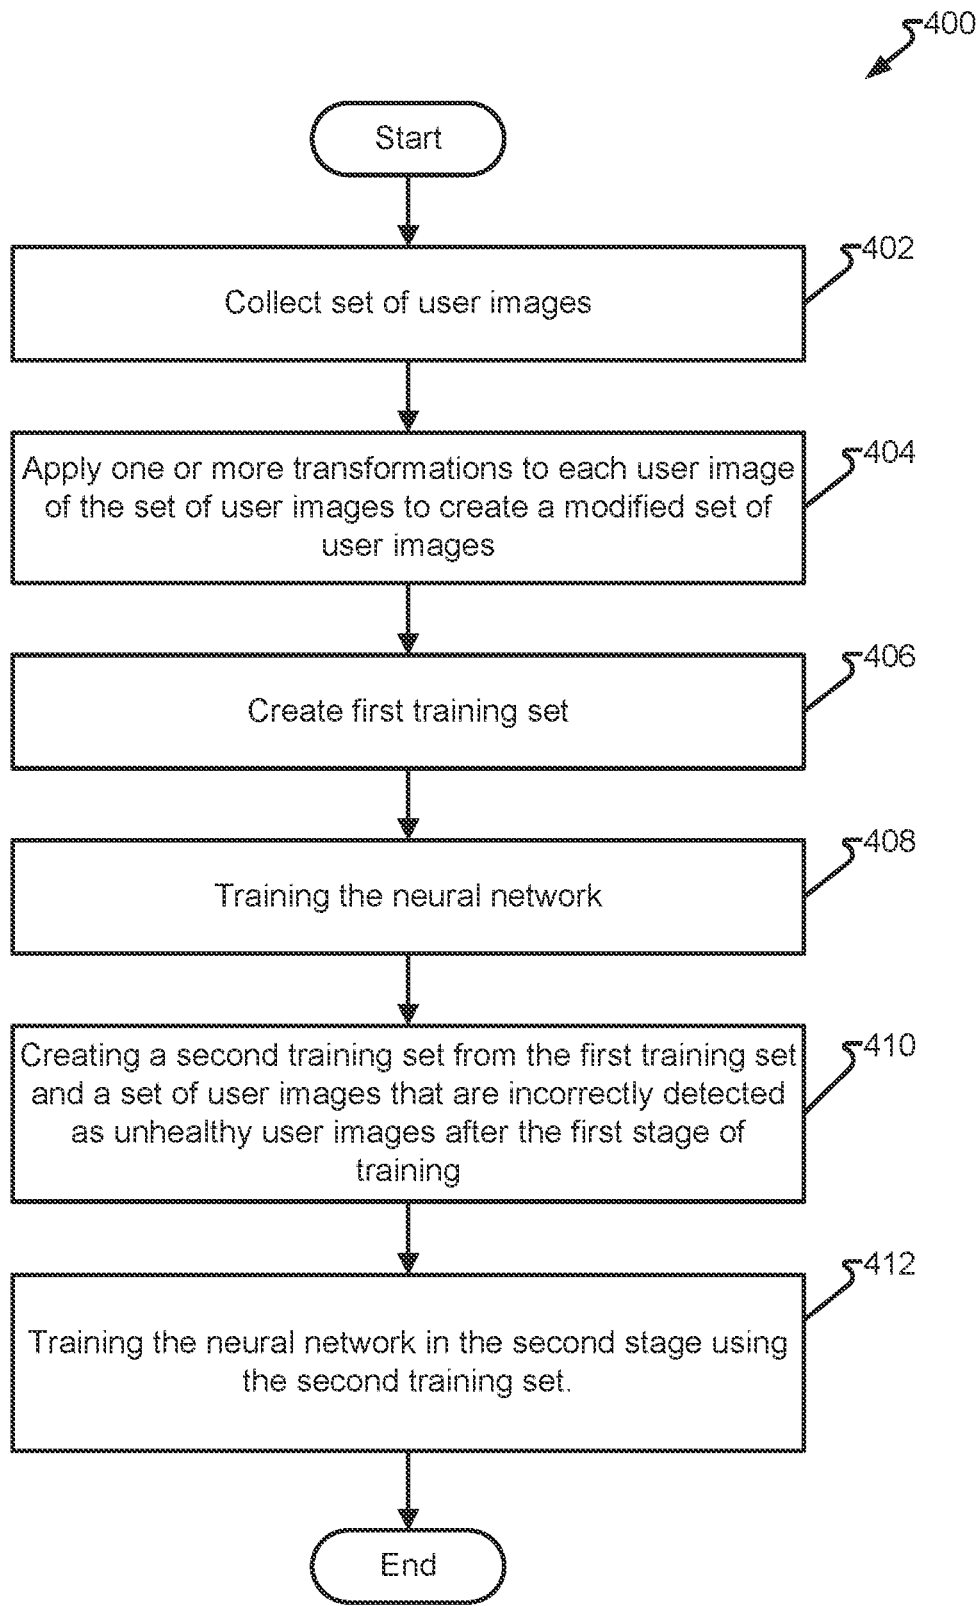 400
Start
402
Collect set of user images
404
Apply one or more transformations to each user image
of the set of user images to create a modified set of
user images
406
Create first training set
408
Training the neural network
410
Creating a second training set from the first training set
and a set of user images that are incorrectly detected
as unhealthy user images after the first stage of
training
412
Training the neural network in the second stage using
the second training set.
End